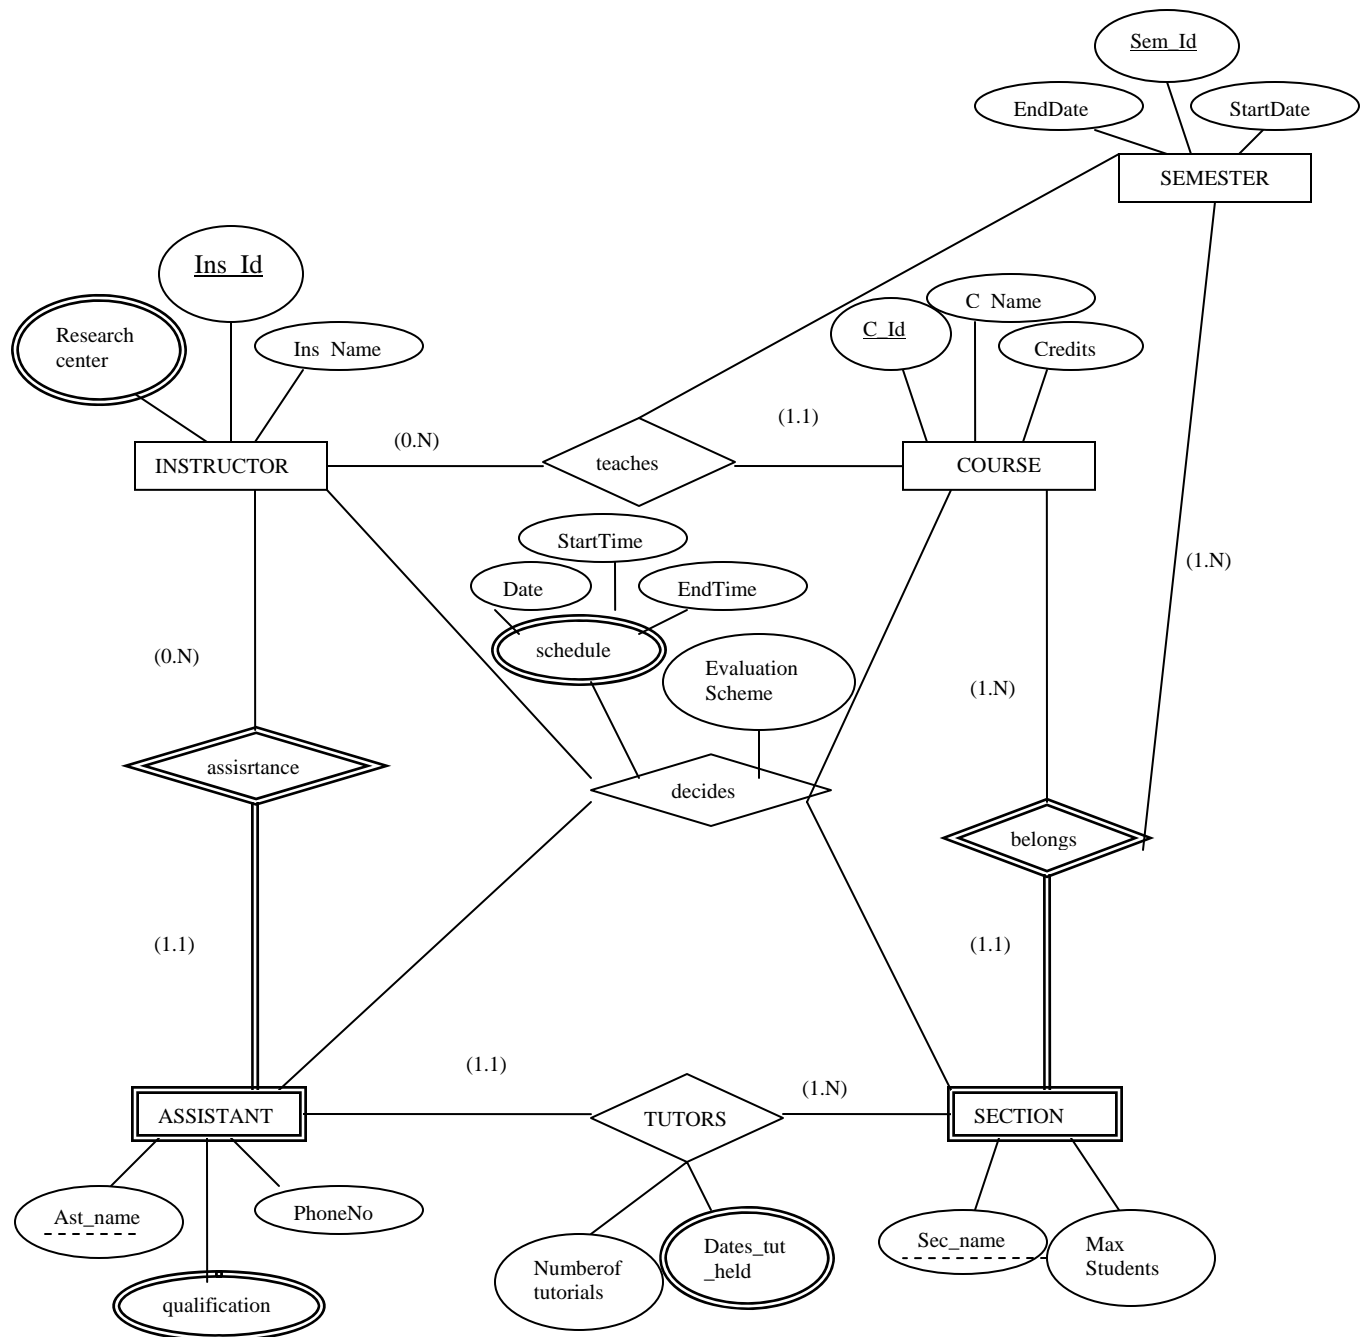 Sem_Id
EndDate
StartDate
SEMESTER
Ins_Id
C_Name
C_Id
Research
center
Ins_Name
Credits
(1.1)
(0.N)
INSTRUCTOR
teaches
COURSE
StartTime
(1.N)
Date
EndTime
schedule
(0.N)
Evaluation
Scheme
(1.N)
assisrtance
decides
belongs
(1.1)
(1.1)
(1.1)
(1.N)
ASSISTANT
TUTORS
SECTION
Ast_name
PhoneNo
Sec_name
Max
Students
Dates_tut
_held
Numberof
tutorials
qualification